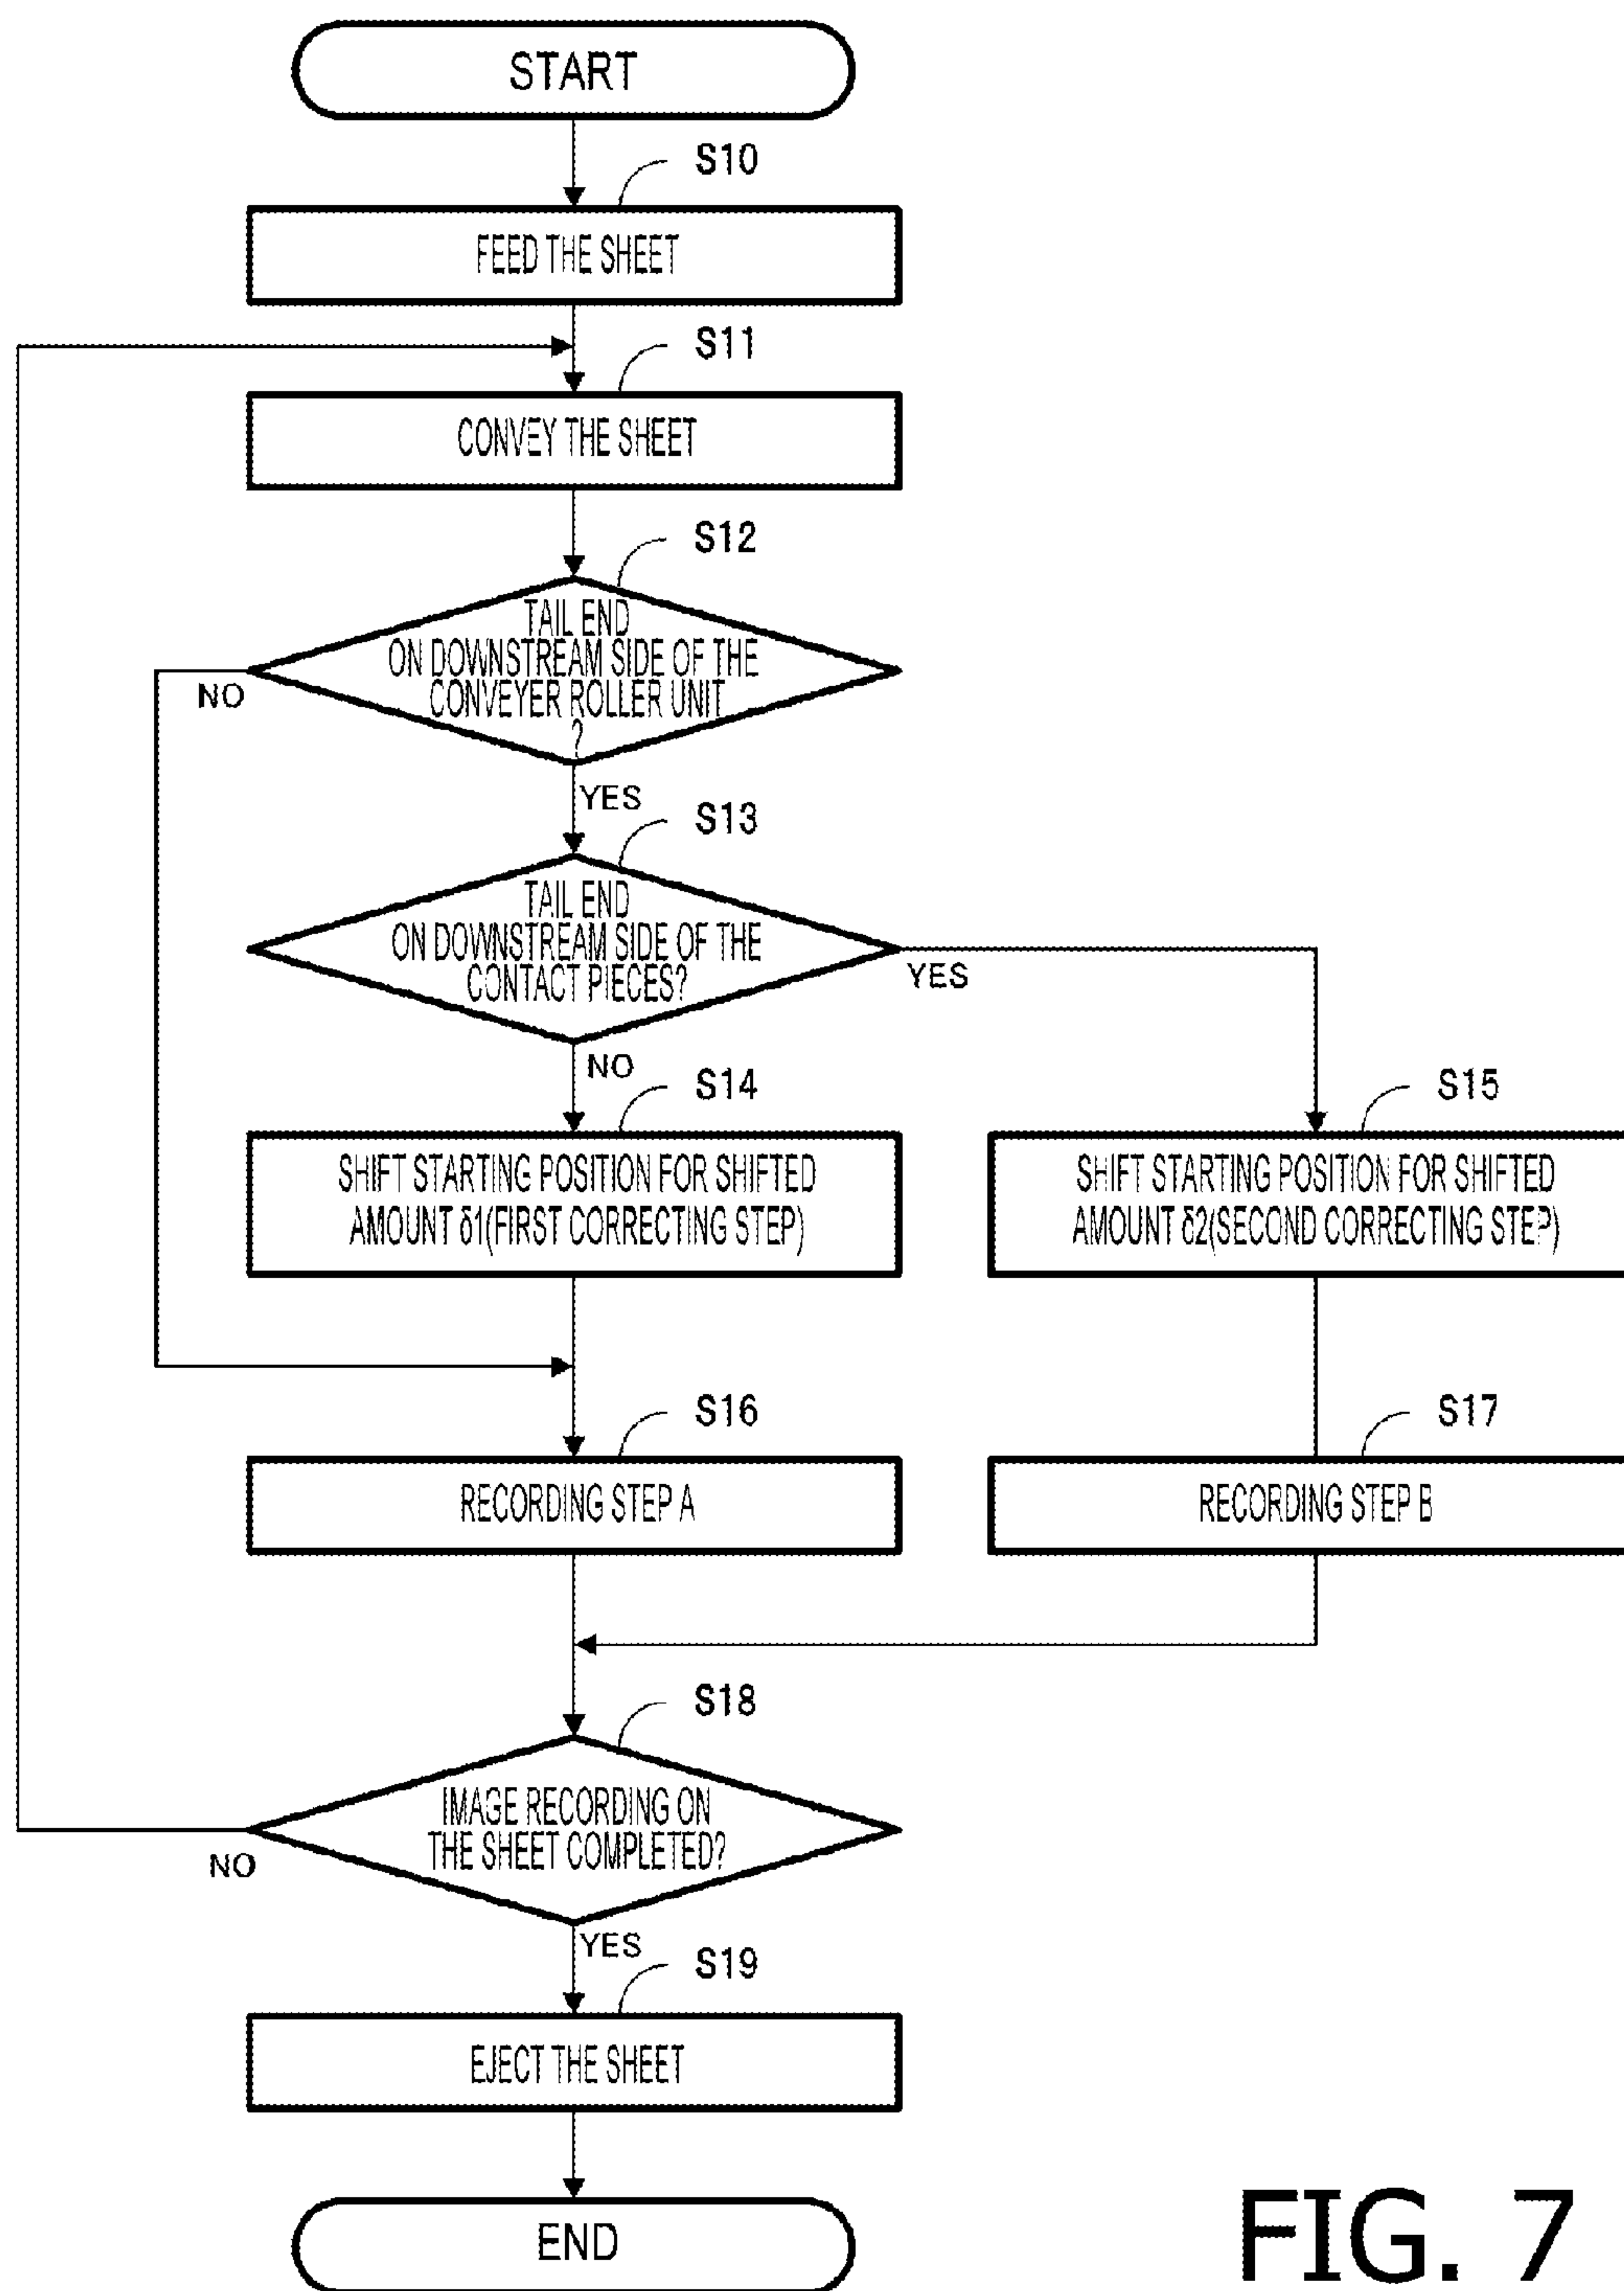 START
S10
FEED THE SHEET
S11
CONVEY THE SHEET
S12
TAIL END
ON DOWNSTREAM SIDE OF THE
CONVEYER ROLLER UNIT
?
NO
YES
S13
TAIL END
ON DOWNSTREAM SIDE OF THE
CONTACT PIECES?
YES
NO
S14
SHIFT STARTING POSITION FOR SHIFTED
AMOUNT δ1(FIRST CORRECTING STEP)
S15
SHIFT STARTING POSITION FOR SHIFTED
AMOUNT δ2(SECOND CORRECTING STEP)
S16
RECORDING STEP A
S17
RECORDING STEP B
S18
IMAGE RECORDING ON
THE SHEET COMPLETED?
NO
YES
S19
EJECT THE SHEET
END
FIG. 7